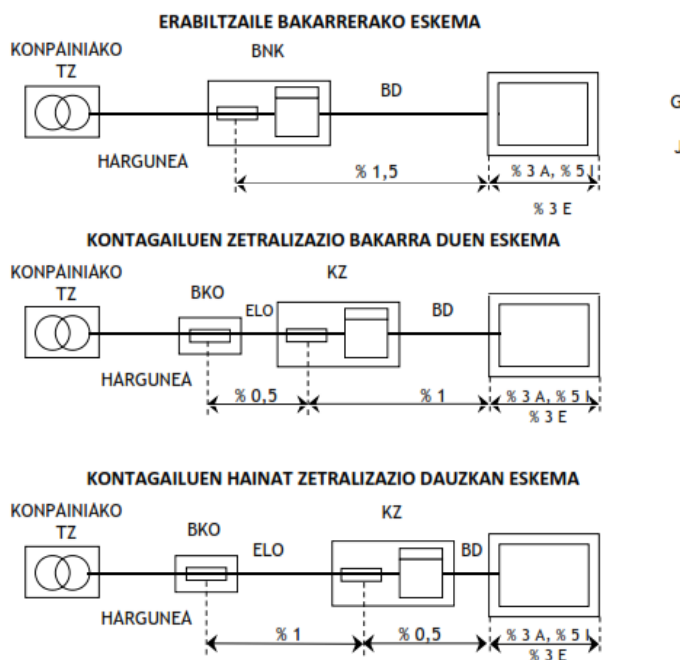 ERABILTZAILE BAKARRERAKO ESKEMA
KONPAINIAKO
TZ
BNK
BD
G
J
HARGUNEA
% 1,5
% 3 A, % 5 I
% 3 E
KONTAGAILUEN ZETRALIZAZIO BAKARRA DUEN ESKEMA
KONPAINIAKO
TZ
BKO
ELO
KZ
BD
HARGUNEA
% 0,5
% 1
% 3 A, % 5 I
% 3 E
KONTAGAILUEN HAINAT ZETRALIZAZIO DAUZKAN ESKEMA
KONPAINIAKO
TZ
BKO
ELO
KZ
BD
HARGUNEA
% 1
% 0,5
% 3 A, % 5 I
% 3 E